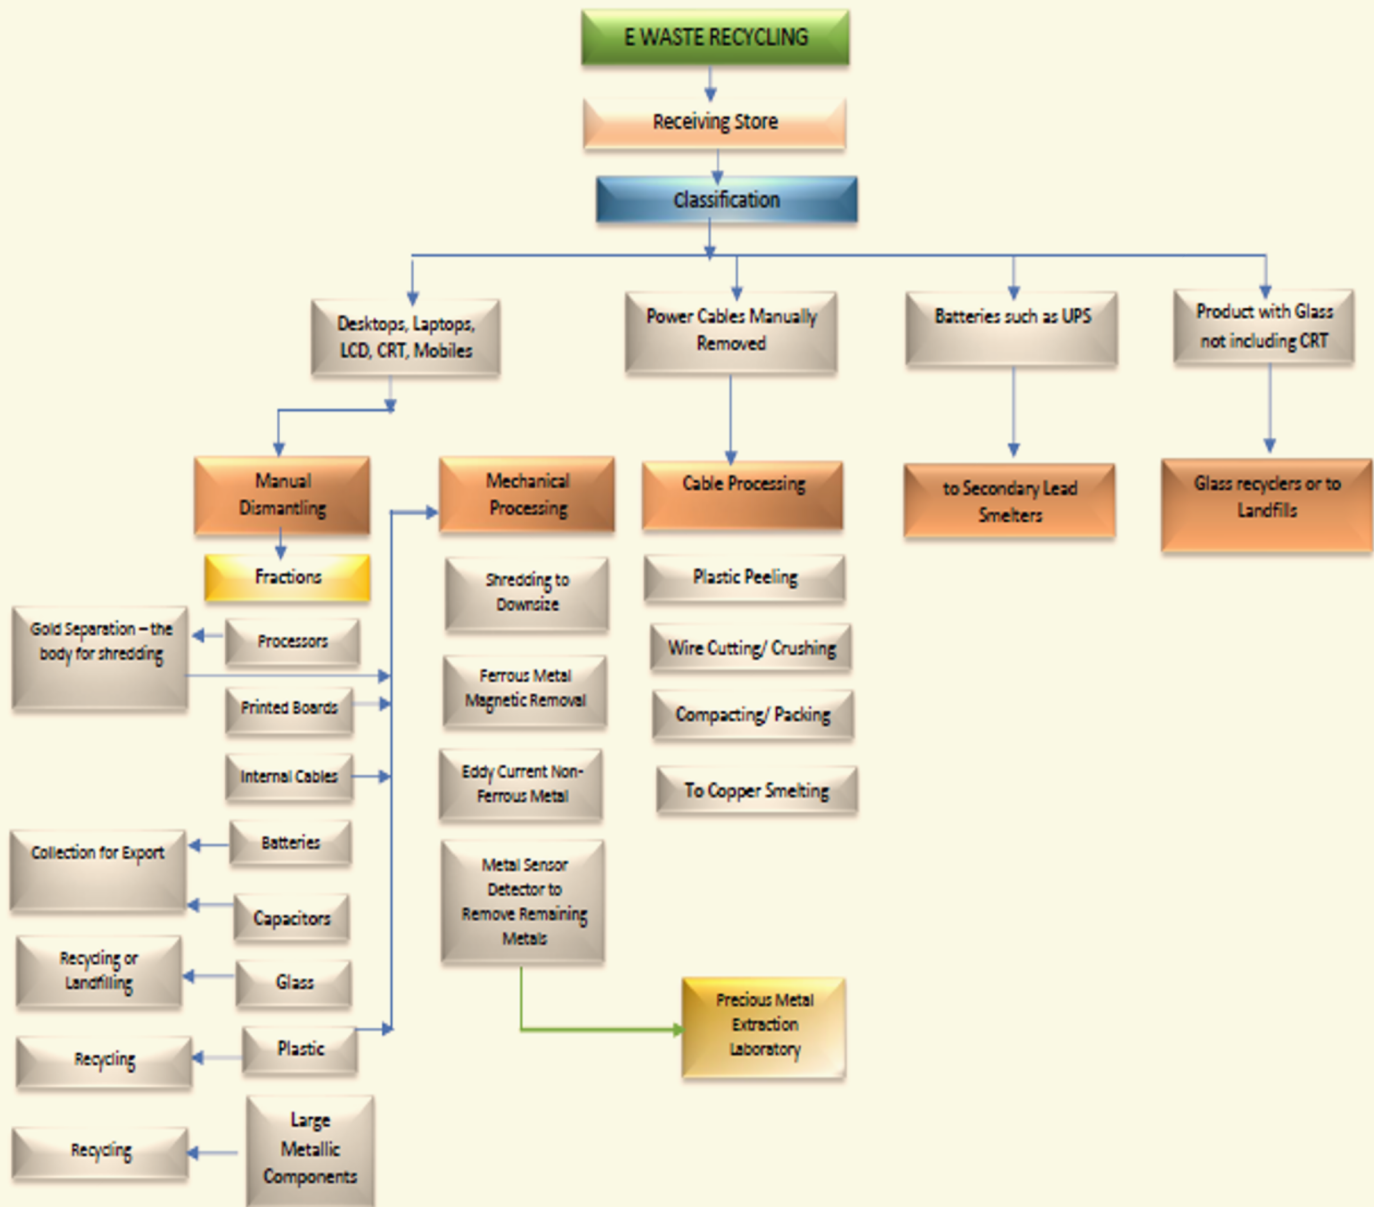 E WASTE RECYCLING
Receiving Store
Classification
Desktops, Laptops,
LCD, CRT, Mobiles
Power Cables Manually
Removed
Batteries such as UPS
Product with Glass
not including CRT
Manual
Dismantling
Mechanical
Processing
Cable Processing
to Secondary Lead
Smelters
Glass recyclers or to
Landfills
Fractions
Gold Separation – the
body for shredding
Processors
Printed Boards
Internal Cables
Collection for Export
Batteries
Capacitors
Recycling or
Landfilling
Glass
Recycling
Plastic
Recycling
Large
Metallic
Components
Shredding to
Downsize
Ferrous Metal
Magnetic Removal
Eddy Current Non-
Ferrous Metal
Metal Sensor
Detector to
Remove Remaining
Metals
Plastic Peeling
Wire Cutting/ Crushing
Compacting/ Packing
To Copper Smelting
Precious Metal
Extraction
Laboratory